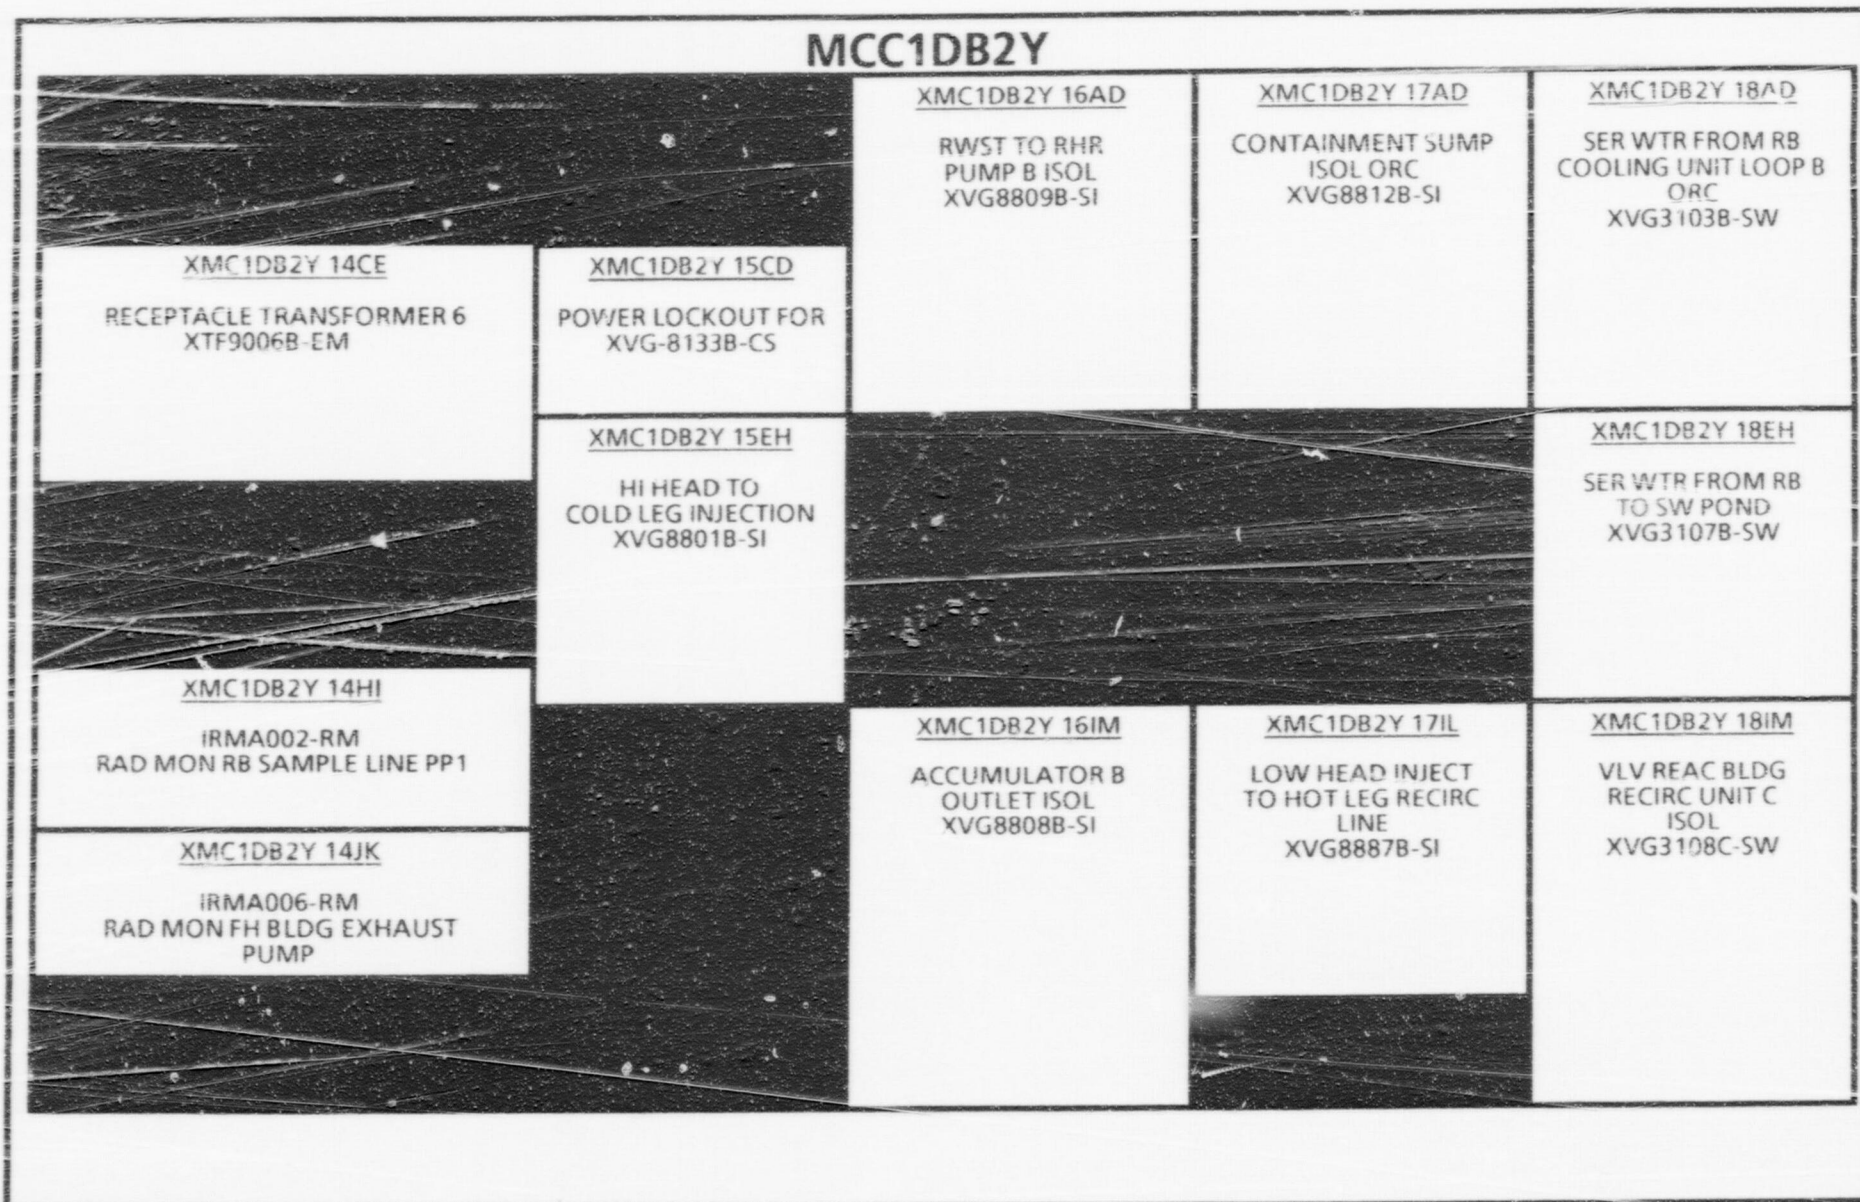 MCC1DB2Y
XMC1DB2Y 14CE
RECEPTACLE TRANSFORMER 6
XTF9006B-EM
XMC1DB2Y 14HI
IRMA002-RM
RAD MON RB SAMPLE LINE PP1
XMC1DB2Y 14JK
IRMA006-RM
RAD MON FH BLDG EXHAUST
PUMP
XMC1DB2Y 15CD
POWER LOCKOUT FOR
XVG-8133B-CS
XMC1DB2Y 15EH
HI HEAD TO
COLD LEG INJECTION
XVG8801B-SI
XMC1DB2Y 16AD
RWST TO RHR
PUMP B ISOL
XVG8809B-SI
XMC1DB2Y 16IM
ACCUMULATOR B
OUTLET ISOL
XVG8808B-SI
XMC1DB2Y 17AD
CONTAINMENT SUMP
ISOL ORC
XVG8812B-SI
XMC1DB2Y 17IL
LOW HEAD INJECT
TO HOT LEG RECIRC
LINE
XVG8887B-SI
XMC1DB2Y 18AD
SER WTR FROM RB
COOLING UNIT LOOP B
ORC
XVG3103B-SW
XMC1DB2Y 18EH
SER WTR FROM RB
TO SW POND
XVG3107B-SW
XMC1DB2Y 18IM
VLV REAC BLDG
RECIRC UNIT C
ISOL
XVG3108C-SW